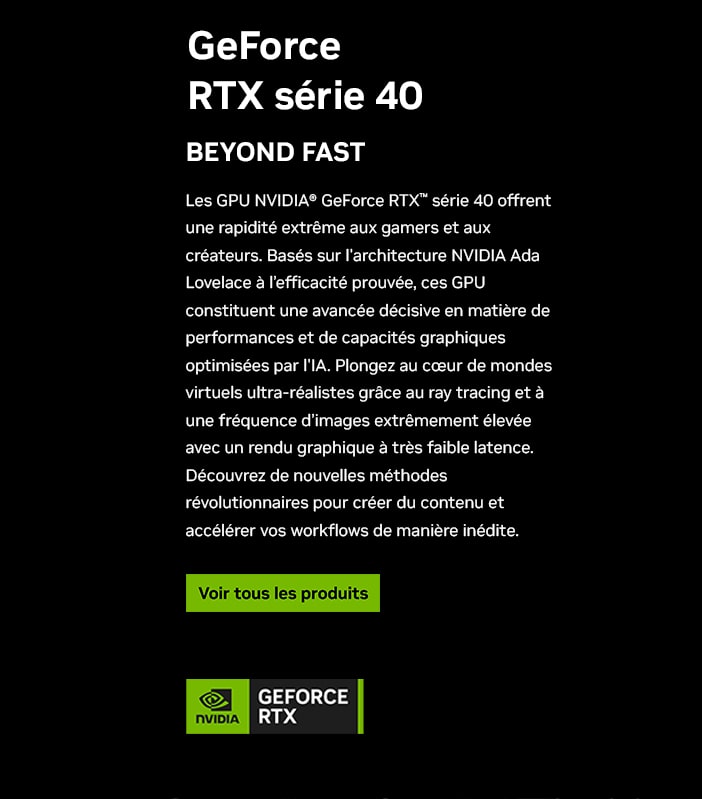 GeForce
RTX série 40
BEYOND FAST
Les GPU NVIDIA® GeForce RTX™ série 40 offrent
une rapidité extrême aux gamers et aux
créateurs. Basés sur l'architecture NVIDIA Ada
Lovelace à l'efficacité prouvée, ces GPU
constituent une avancée décisive en matière de
performances et de capacités graphiques
optimisées par l'IA. Plongez au cœur de mondes
virtuels ultra-réalistes grâce au ray tracing et à
une fréquence d'images extrêmement élevée
avec un rendu graphique à très faible latence.
Découvrez de nouvelles méthodes
révolutionnaires pour créer du contenu et
accélérer vos workflows de manière inédite.
Voir tous les produits
NVIDIA
GEFORCE
RTX